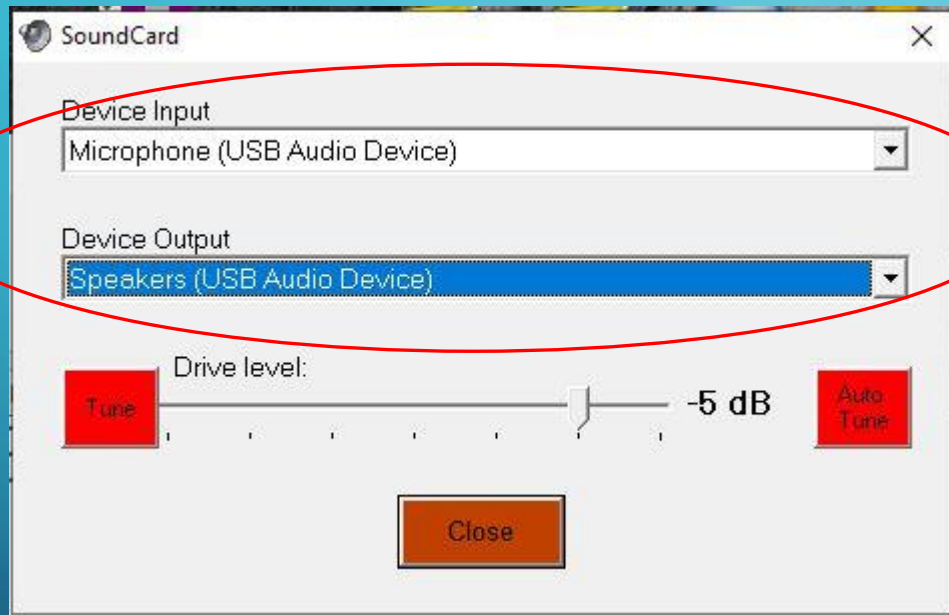 SoundCard
Device Input
Microphone (USB Audio Device)
Device Output
Speakers (USB Audio Device)
Drive level:
Tune
-5 dB
Auto
Tune
Close